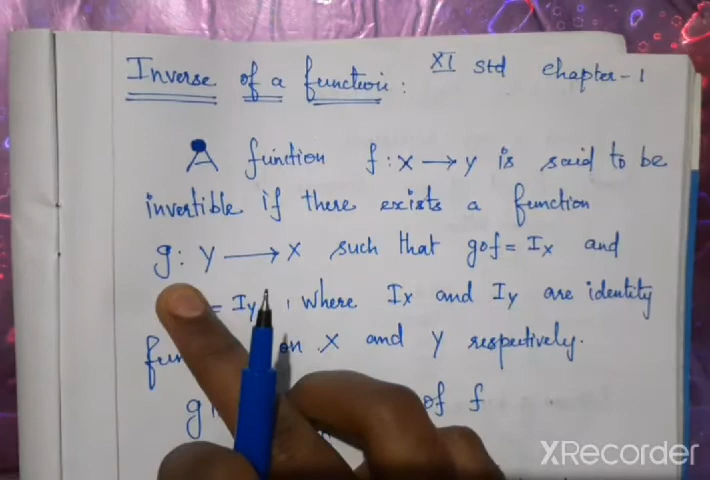 Inverse of a function: XI std chapter-1
A function f: X → Y is said to be
invertible if there exists a function
g: Y → X such that gof = Ix and
= Iy, where Ix and Iy are identity
on X and Y respectively.
g of f
XRecorder